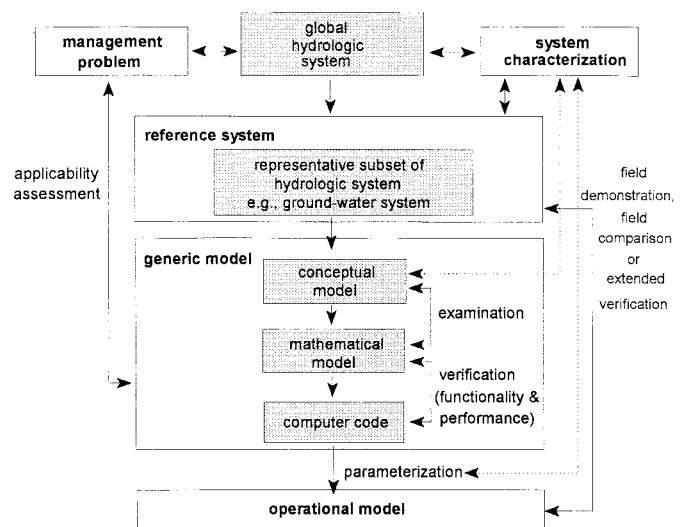 management
problem
global
hydrologic
system
system
characterization
reference system
representative subset of
hydrologic system
e.g., ground-water system
applicability
assessment
field
demonstration,
field
comparison
or
extended
verification
generic model
conceptual
model
examination
mathematical
model
verification
(functionality &
performance)
computer code
parameterization
operational model